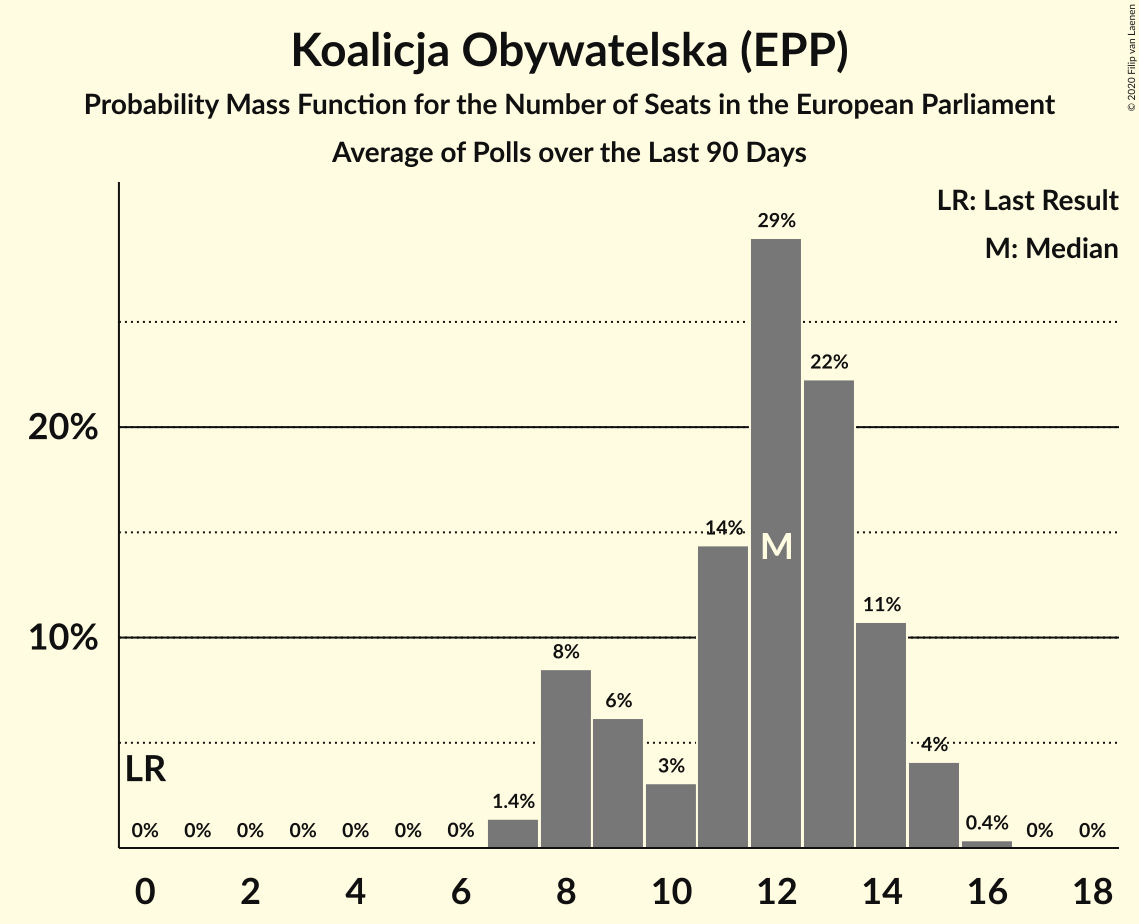 Koalicja Obywatelska (EPP)
Probability Mass Function for the Number of Seats in the European Parliament
Average of Polls over the Last 90 Days
© 2020 Filip van Laenen
LR: Last Result
M: Median
29%
22%
20%
14%
M
11%
10%
8%
6%
4%
3%
LR
1.4%
0.4%
0% 0% 0% 0% 0% 0% 0% 0% 0%
0 2 4 6 8 10 12 14 16 18